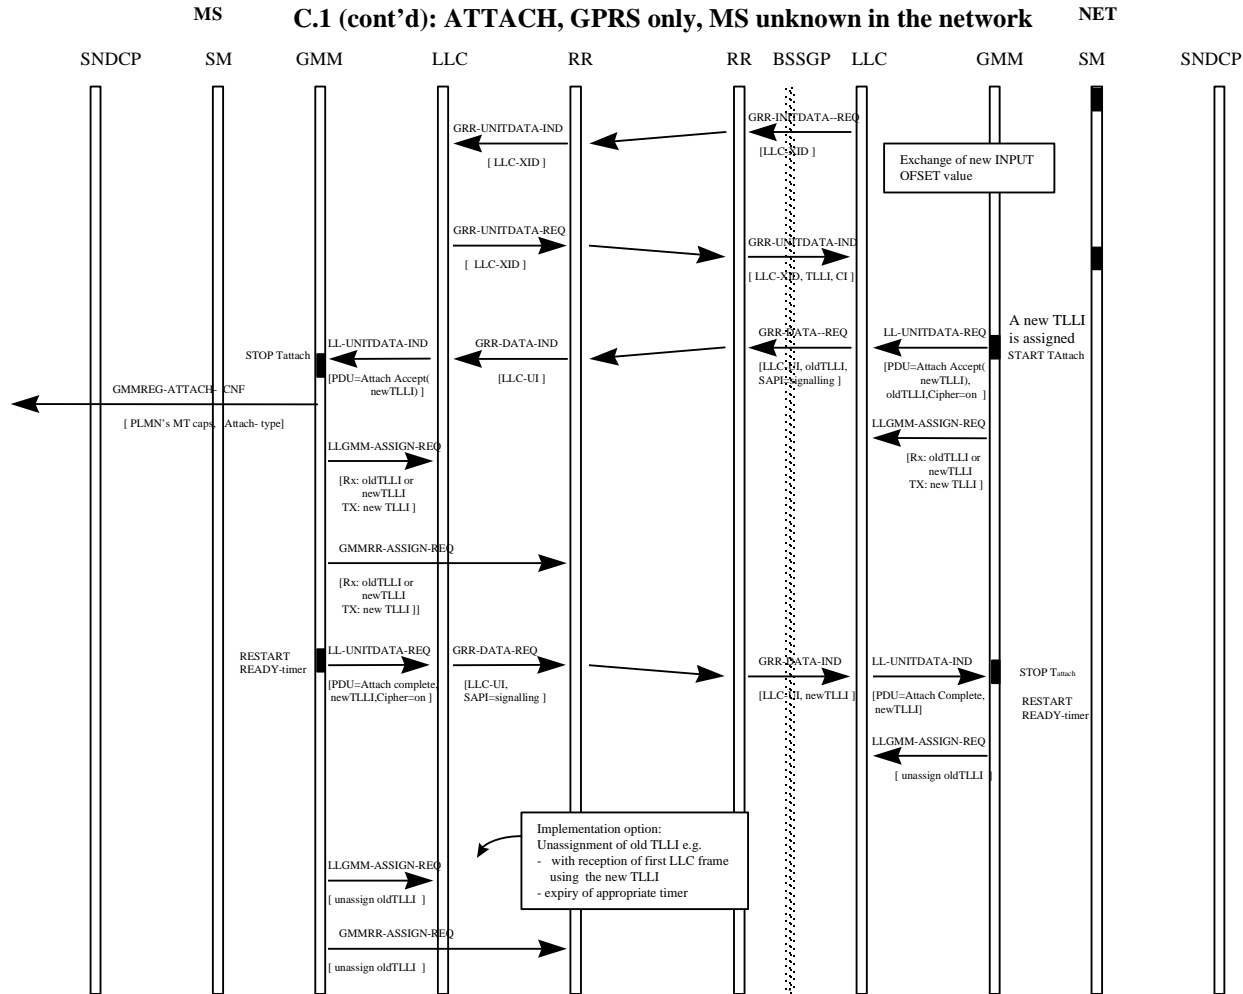 MS
C.1 (cont'd): ATTACH, GPRS only, MS unknown in the network
NET
SNDCP
SM
GMM
LLC
RR
RR
BSSGP
LLC
GMM
SM
SNDCP
GRR-UNITDATA-IND
[ LLC-XID ]
GRR-UNITDATA--REQ
[LLC-XID ]
Exchange of new INPUT
OFSET value
GRR-UNITDATA-REQ
[ LLC-XID ]
GRR-UNITDATA-IND
[ LLC-XID, TLLI, CI ]
A new TLLI
is assigned
START TAttach
STOP Tattach
LL-UNITDATA-IND
[PDU=Attach Accept(
newTLLI) ]
GRR-DATA-IND
[LLC-UI ]
GRR-DATA--REQ
[LLC-UI, oldTLLI,
SAPI=signalling ]
LL-UNITDATA-REQ
[PDU=Attach Accept(
newTLLI),
oldTLLI,Cipher=on ]
GMMREG-ATTACH- CNF
[ PLMN's MT caps, Attach- type]
LLGMM-ASSIGN-REQ
[Rx: oldTLLI or
newTLLI
TX: new TLLI ]
LLGMM-ASSIGN-REQ
[Rx: oldTLLI or
newTLLI
TX: new TLLI ]
GMMRR-ASSIGN-REQ
[Rx: oldTLLI or
newTLLI
TX: new TLLI ]]
RESTART
READY-timer
LL-UNITDATA-REQ
[PDU=Attach complete,
newTLLI,Cipher=on ]
GRR-DATA-REQ
[LLC-UI,
SAPI=signalling ]
GRR-DATA-IND
[LLC-UI, newTLLI ]
LL-UNITDATA-IND
[PDU=Attach Complete,
newTLLI]
STOP Tattach
RESTART
READY-timer
LLGMM-ASSIGN-REQ
[ unassign oldTLLI ]
Implementation option:
Unassignment of old TLLI e.g.
- with reception of first LLC frame
using the new TLLI
- expiry of appropriate timer
LLGMM-ASSIGN-REQ
[ unassign oldTLLI ]
GMMRR-ASSIGN-REQ
[ unassign oldTLLI ]